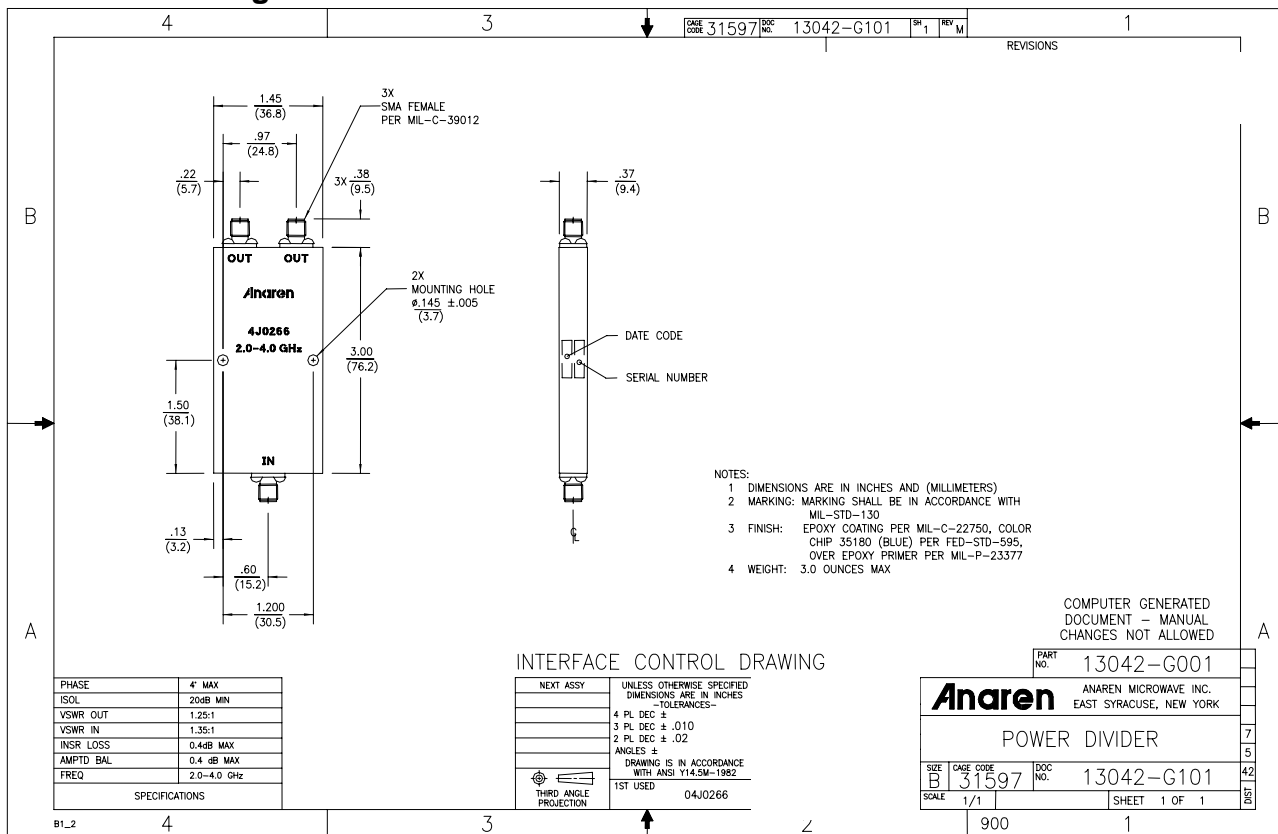 4
3
CAGE CODE 31597 DOC NO. 13042-G101 SH 1 REV M
1
REVISIONS
1.45
(36.8)
3X
SMA FEMALE
PER MIL-C-39012
.97
(24.8)
.22
(5.7)
3X .38
(9.5)
.37
(9.4)
B
B
OUT OUT
Anaren
4J0266
2.0-4.0 GHz
2X
MOUNTING HOLE
ø.145 ±.005
(3.7)
3.00
(76.2)
DATE CODE
SERIAL NUMBER
1.50
(38.1)
IN
.13
(3.2)
.60
(15.2)
1.200
(30.5)
℄
NOTES:
1 DIMENSIONS ARE IN INCHES AND (MILLIMETERS)
2 MARKING: MARKING SHALL BE IN ACCORDANCE WITH
MIL-STD-130
3 FINISH: EPOXY COATING PER MIL-C-22750, COLOR
CHIP 35180 (BLUE) PER FED-STD-595,
OVER EPOXY PRIMER PER MIL-P-23377
4 WEIGHT: 3.0 OUNCES MAX
COMPUTER GENERATED
DOCUMENT – MANUAL
CHANGES NOT ALLOWED
A
A
INTERFACE CONTROL DRAWING
PHASE 4° MAX
ISOL 20dB MIN
VSWR OUT 1.25:1
VSWR IN 1.35:1
INSR LOSS 0.4dB MAX
AMPTD BAL 0.4 dB MAX
FREQ 2.0-4.0 GHz
SPECIFICATIONS
NEXT ASSY
UNLESS OTHERWISE SPECIFIED
DIMENSIONS ARE IN INCHES
-TOLERANCES-
4 PL DEC ±
3 PL DEC ± .010
2 PL DEC ± .02
ANGLES ±
DRAWING IS IN ACCORDANCE
WITH ANSI Y14.5M-1982
THIRD ANGLE
PROJECTION
1ST USED
04J0266
PART NO. 13042-G001
Anaren
ANAREN MICROWAVE INC.
EAST SYRACUSE, NEW YORK
POWER DIVIDER
SIZE B CAGE CODE 31597 DOC NO. 13042-G101
SCALE 1/1 SHEET 1 OF 1
7
5
42
DIST
B1_2
4
3
900
1